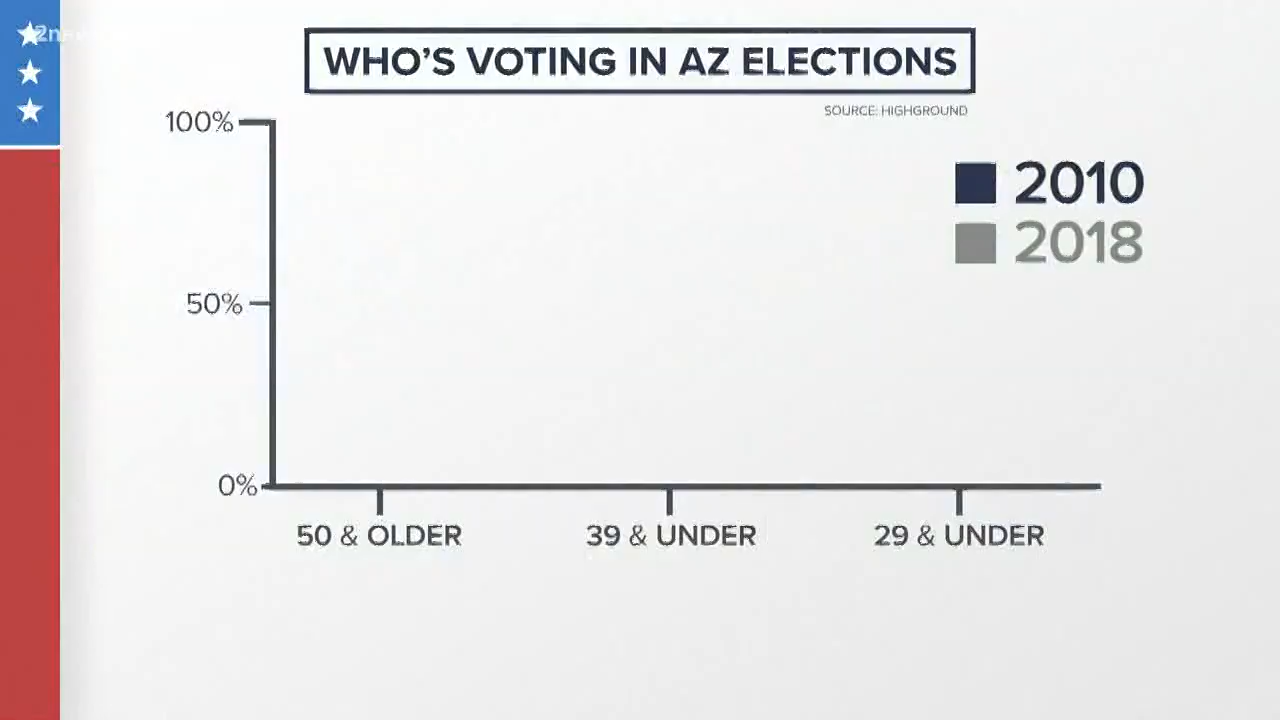 WHO'S VOTING IN AZ ELECTIONS
SOURCE: HIGHGROUND
100%
2010
2018
50%
0%
50 & OLDER
39 & UNDER
29 & UNDER